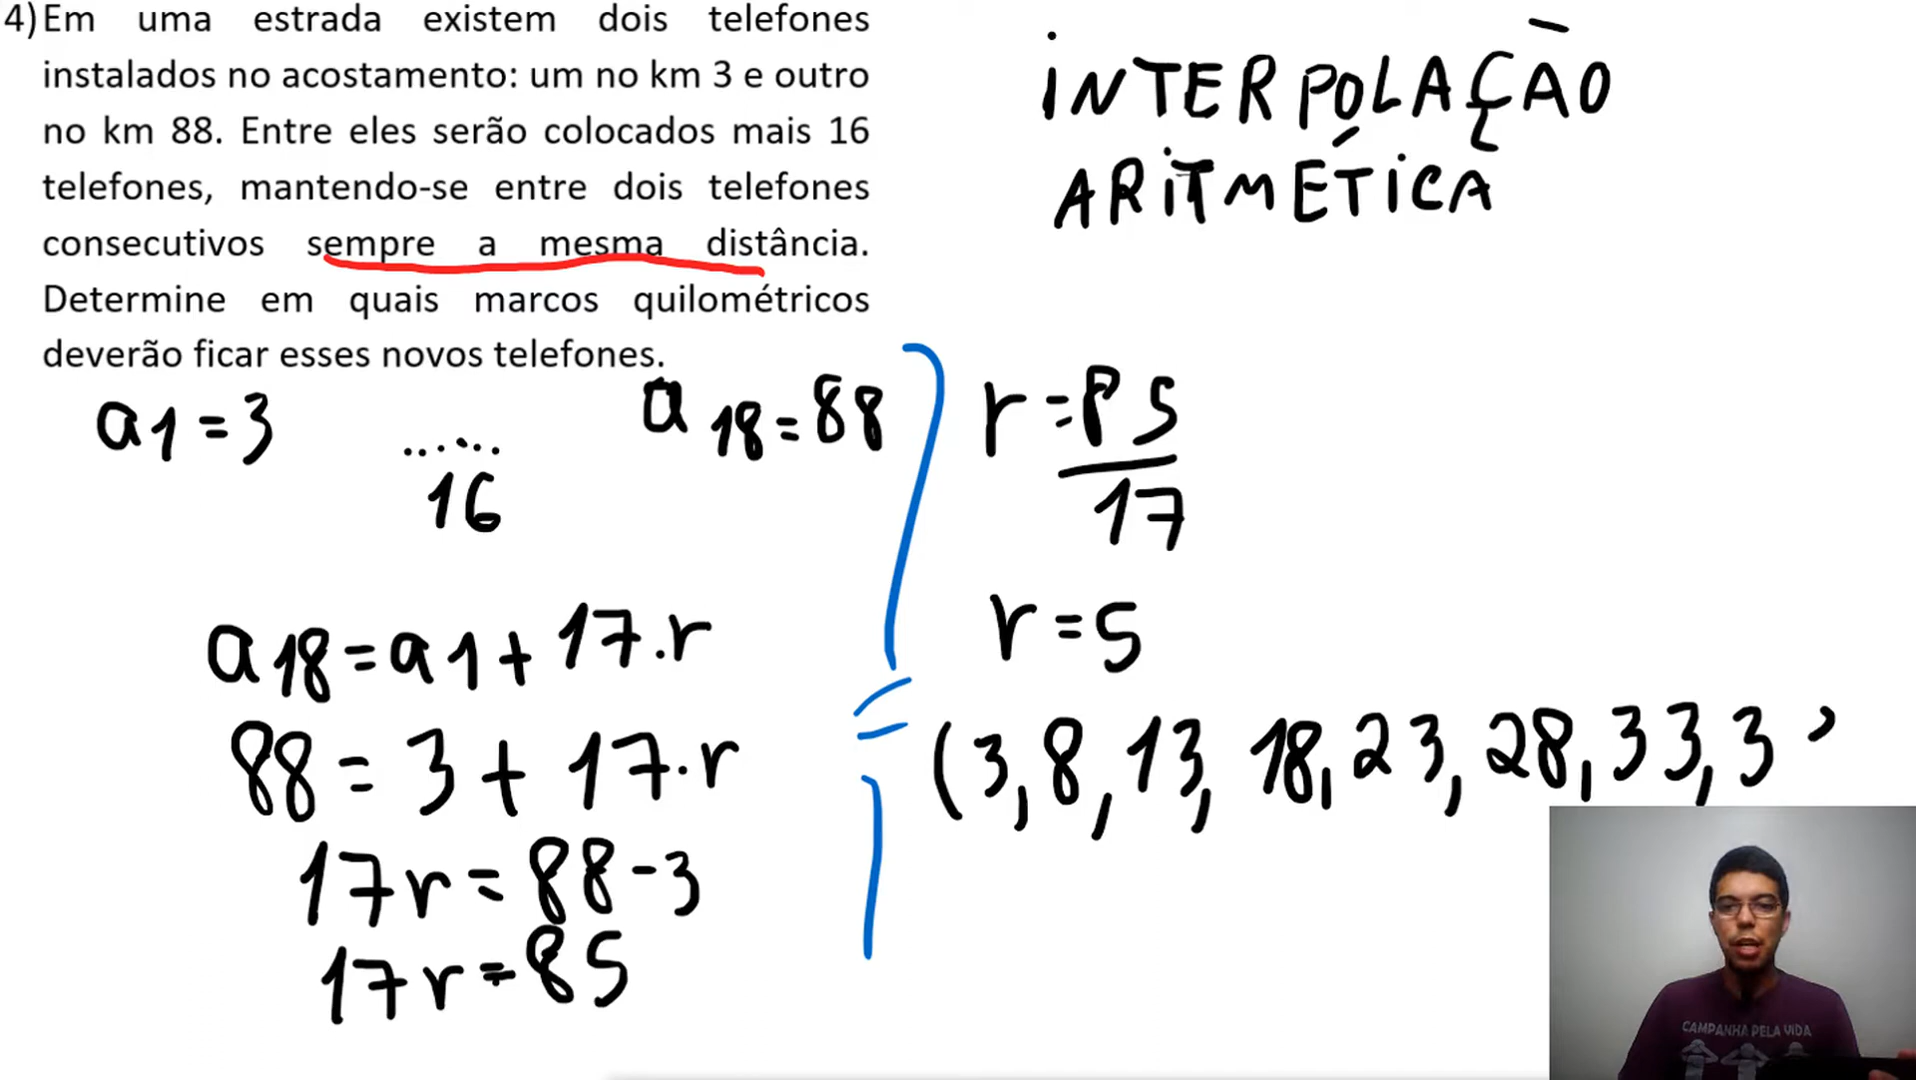 4) Em uma estrada existem dois telefones
instalados no acostamento: um no km 3 e outro
no km 88. Entre eles serão colocados mais 16
telefones, mantendo-se entre dois telefones
consecutivos sempre a mesma distância.
Determine em quais marcos quilométricos
deverão ficar esses novos telefones.
INTERPOLAÇÃO
ARITMÉTICA
a1=3 ...... a18=88
16
a18=a1+17.r
88=3+17.r
17r=88-3
17r=85
r=85
17
r=5
(3,8,13,18,23,28,33,3
CAMPANHA PELA VIDA